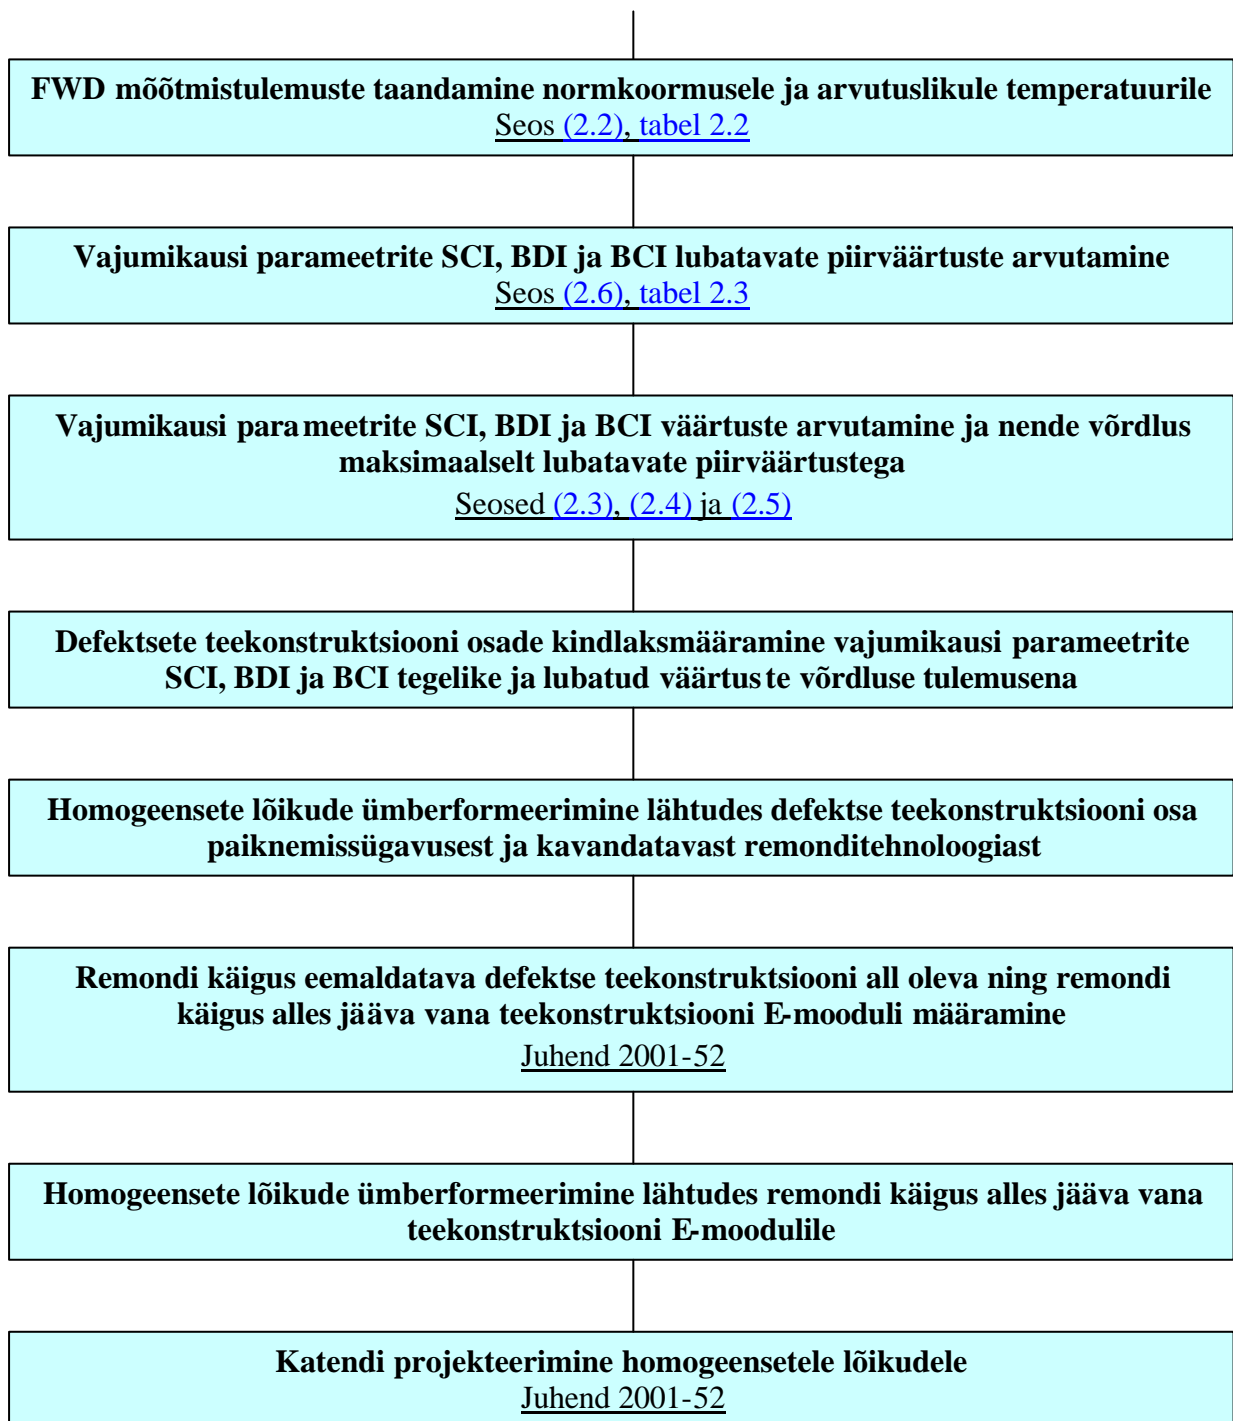 FWD mõõtmistulemuste taandamine normkoormusele ja arvutuslikule temperatuurile
Seos (2.2), tabel 2.2
Vajumikausi parameetrite SCI, BDI ja BCI lubatavate piirväärtuste arvutamine
Seos (2.6), tabel 2.3
Vajumikausi parameetrite SCI, BDI ja BCI väärtuste arvutamine ja nende võrdlus
maksimaalselt lubatavate piirväärtustega
Seosed (2.3), (2.4) ja (2.5)
Defektsete teekonstruktsiooni osade kindlaksmääramine vajumikausi parameetrite
SCI, BDI ja BCI tegelike ja lubatud väärtuste võrdluse tulemusena
Homogeensete lõikude ümberformeerimine lähtudes defektse teekonstruktsiooni osa
paiknemissügavusest ja kavandatavast remonditehnoloogiast
Remondi käigus eemaldatava defektse teekonstruktsiooni all oleva ning remondi
käigus alles jääva vana teekonstruktsiooni E-mooduli määramine
Juhend 2001-52
Homogeensete lõikude ümberformeerimine lähtudes remondi käigus alles jääva vana
teekonstruktsiooni E-moodulile
Katendi projekteerimine homogeensetele lõikudele
Juhend 2001-52